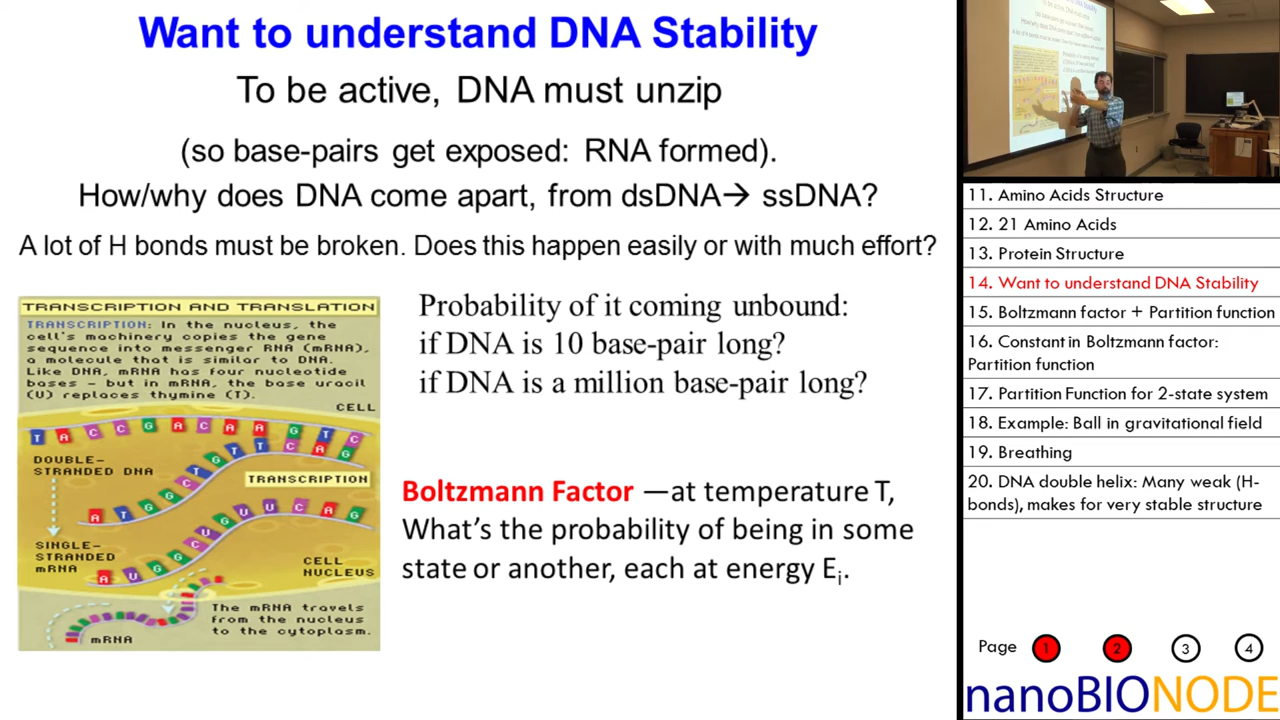 Want to understand DNA Stability
To be active, DNA must unzip
(so base-pairs get exposed: RNA formed).
How/why does DNA come apart, from dsDNA→ ssDNA?
A lot of H bonds must be broken. Does this happen easily or with much effort?
TRANSCRIPTION AND TRANSLATION
TRANSCRIPTION: In the nucleus, the
cell's machinery copies the gene
sequence into messenger RNA (mRNA),
a molecule that is similar to DNA.
Like DNA, mRNA has four nucleotide
bases - but in mRNA, the base uracil
(U) replaces thymine (T).
CELL
T A C C G A C A A G T C
DOUBLE-
STRANDED DNA
A T G G C T G T T C A G
TRANSCRIPTION
SINGLE-
STRANDED
mRNA
A U G G C U G U U C A G
CELL
NUCLEUS
The mRNA travels
from the nucleus
to the cytoplasm.
mRNA
Probability of it coming unbound:
if DNA is 10 base-pair long?
if DNA is a million base-pair long?
Boltzmann Factor —at temperature T,
What's the probability of being in some
state or another, each at energy Ei.
11. Amino Acids Structure
12. 21 Amino Acids
13. Protein Structure
14. Want to understand DNA Stability
15. Boltzmann factor + Partition function
16. Constant in Boltzmann factor:
Partition function
17. Partition Function for 2-state system
18. Example: Ball in gravitational field
19. Breathing
20. DNA double helix: Many weak (H-
bonds), makes for very stable structure
Page 1 2 3 4
nanoBIONODE